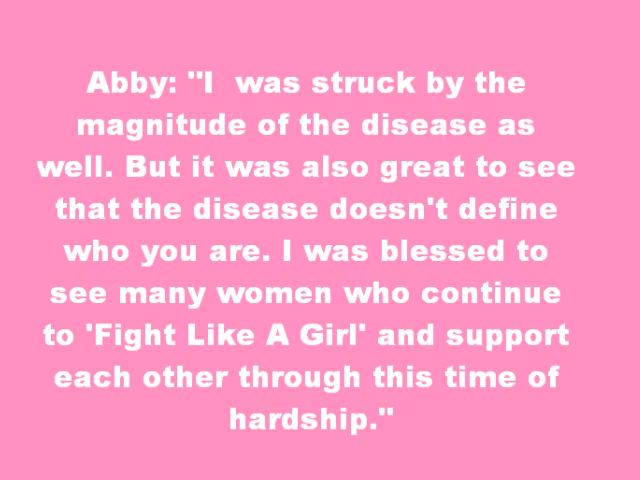 Abby: "I  was struck by the
magnitude of the disease as
well. But it was also great to see
that the disease doesn't define
who you are. I was blessed to
see many women who continue
to 'Fight Like A Girl' and support
each other through this time of
hardship."